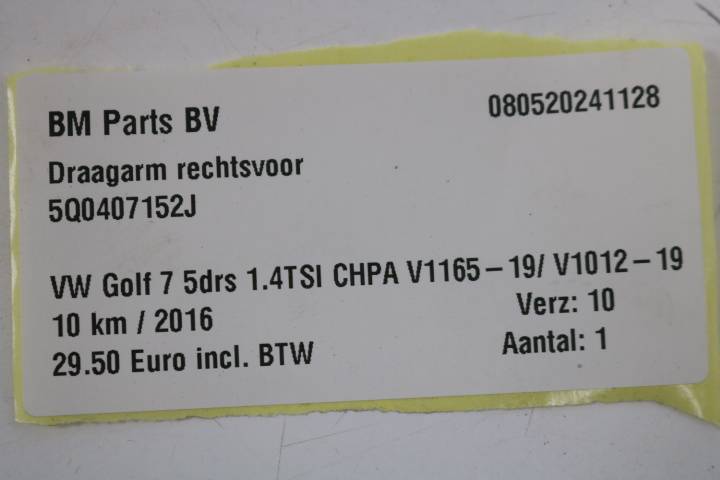 BM Parts BV 080520241128
Draagarm rechtsvoor
5Q0407152J
VW Golf 7 5drs 1.4TSI CHPA V1165-19/ V1012-19
10 km / 2016 Verz: 10
29.50 Euro incl. BTW Aantal: 1